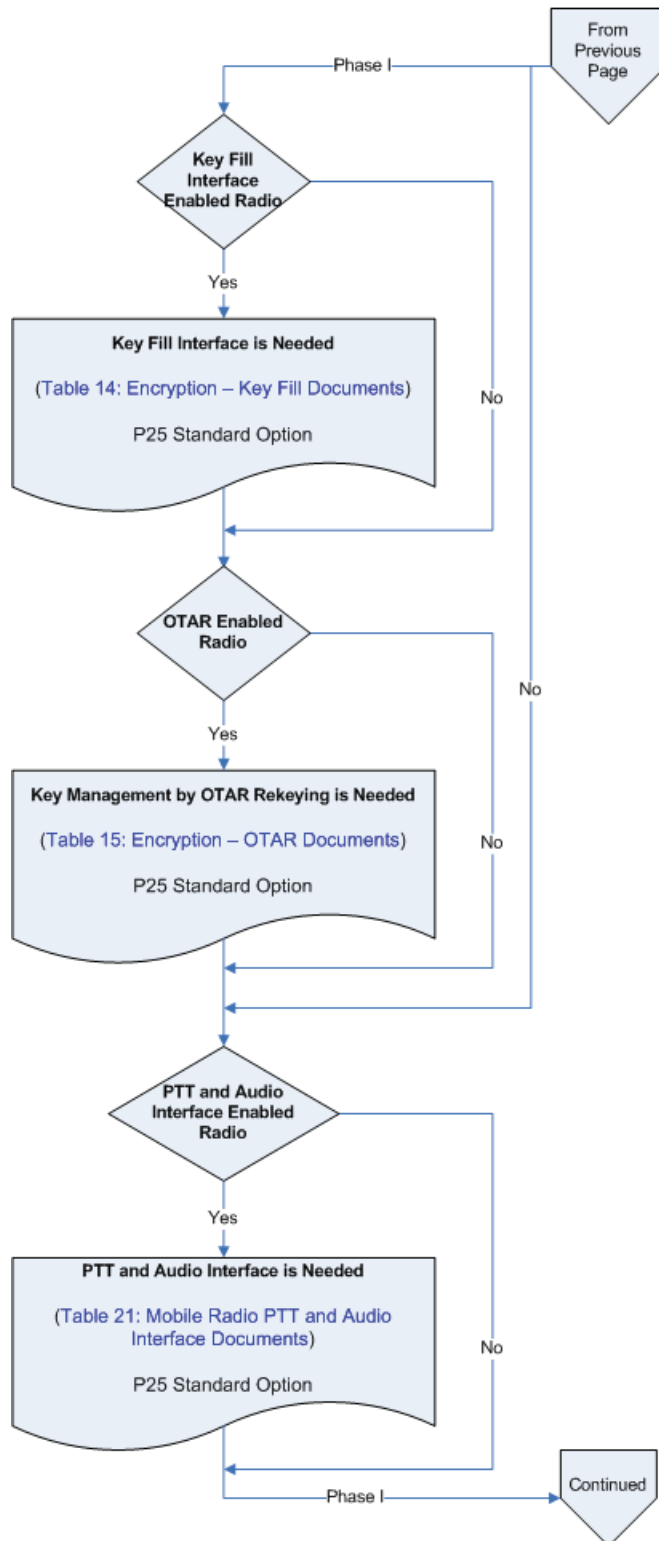 From
Previous
Page
Phase I
Key Fill
Interface
Enabled Radio
Yes
Key Fill Interface is Needed
(Table 14: Encryption – Key Fill Documents)
No
P25 Standard Option
OTAR Enabled
Radio
No
Yes
Key Management by OTAR Rekeying is Needed
(Table 15: Encryption – OTAR Documents)
No
P25 Standard Option
PTT and Audio
Interface Enabled
Radio
Yes
PTT and Audio Interface is Needed
(Table 21: Mobile Radio PTT and Audio
Interface Documents)
No
P25 Standard Option
Phase I
Continued